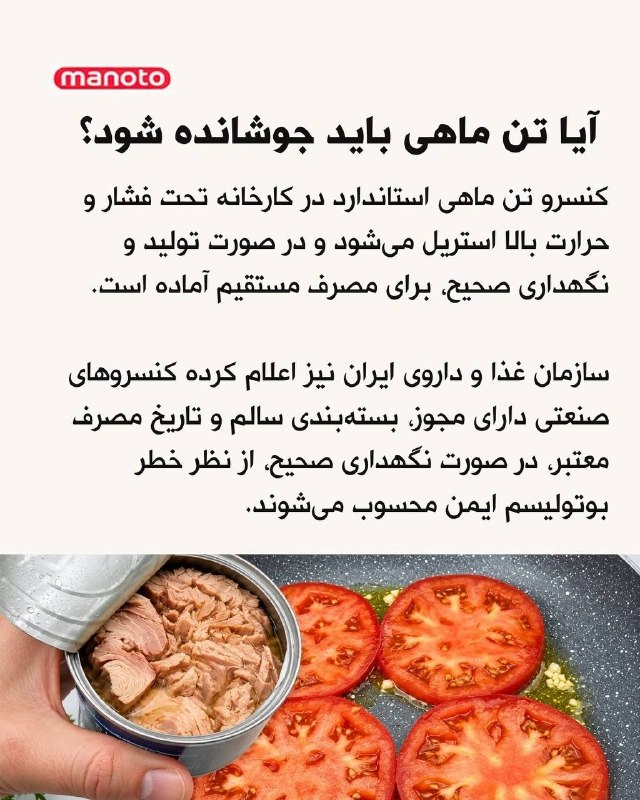 manoto
آیا تن ماهی باید جوشانده شود؟
کنسرو تن ماهی استاندارد در کارخانه تحت فشار و
حرارت بالا استریل می‌شود و در صورت تولید و
نگهداری صحیح، برای مصرف مستقیم آماده است.
سازمان غذا و داروی ایران نیز اعلام کرده کنسروهای
صنعتی دارای مجوز، بسته‌بندی سالم و تاریخ مصرف
معتبر، در صورت نگهداری صحیح، از نظر خطر
بوتولیسم ایمن محسوب می‌شوند.